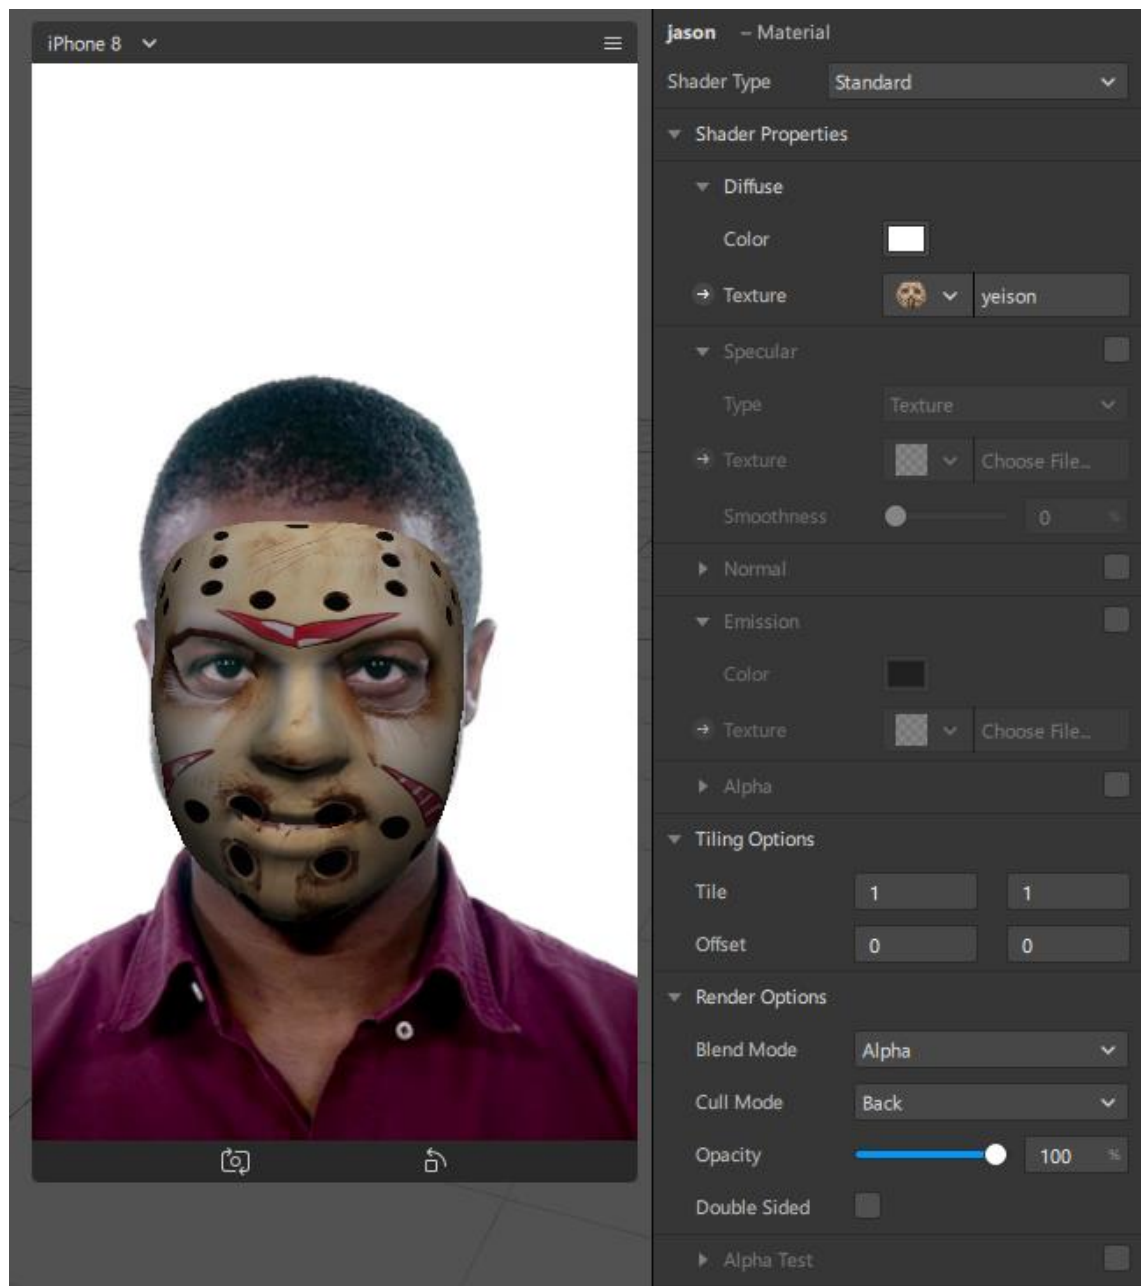 iPhone 8
jason – Material
Shader Type Standard
Shader Properties
Diffuse
Color
Texture yeison
Specular
Type Texture
Texture Choose File...
Smoothness 0 %
Normal
Emission
Color
Texture Choose File...
Alpha
Tiling Options
Tile 1 1
Offset 0 0
Render Options
Blend Mode Alpha
Cull Mode Back
Opacity 100 %
Double Sided
Alpha Test